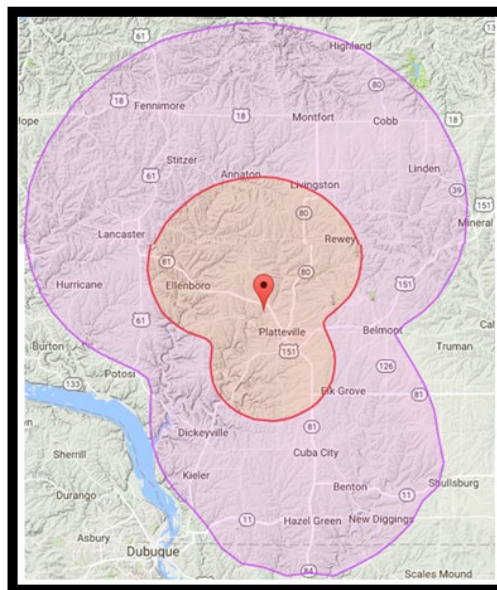 61
Highland
80
18
Fennimore
18
Montfort
Cobb
18
Stitzer
61
Annaton
Livingston
Linden
39
151
80
Mineral
Lancaster
Rewey
81
80
Hurricane
Ellenboro
151
61
Platteville
Belmont
Burton
151
Truman
Potosi
126
133
Elk Grove
81
81
Dickeyville
Cuba City
Sherrill
Kieler
Benton
Shullsburg
Durango
11
11
Hazel Green
New Diggings
Asbury
Dubuque
84
Scales Mound